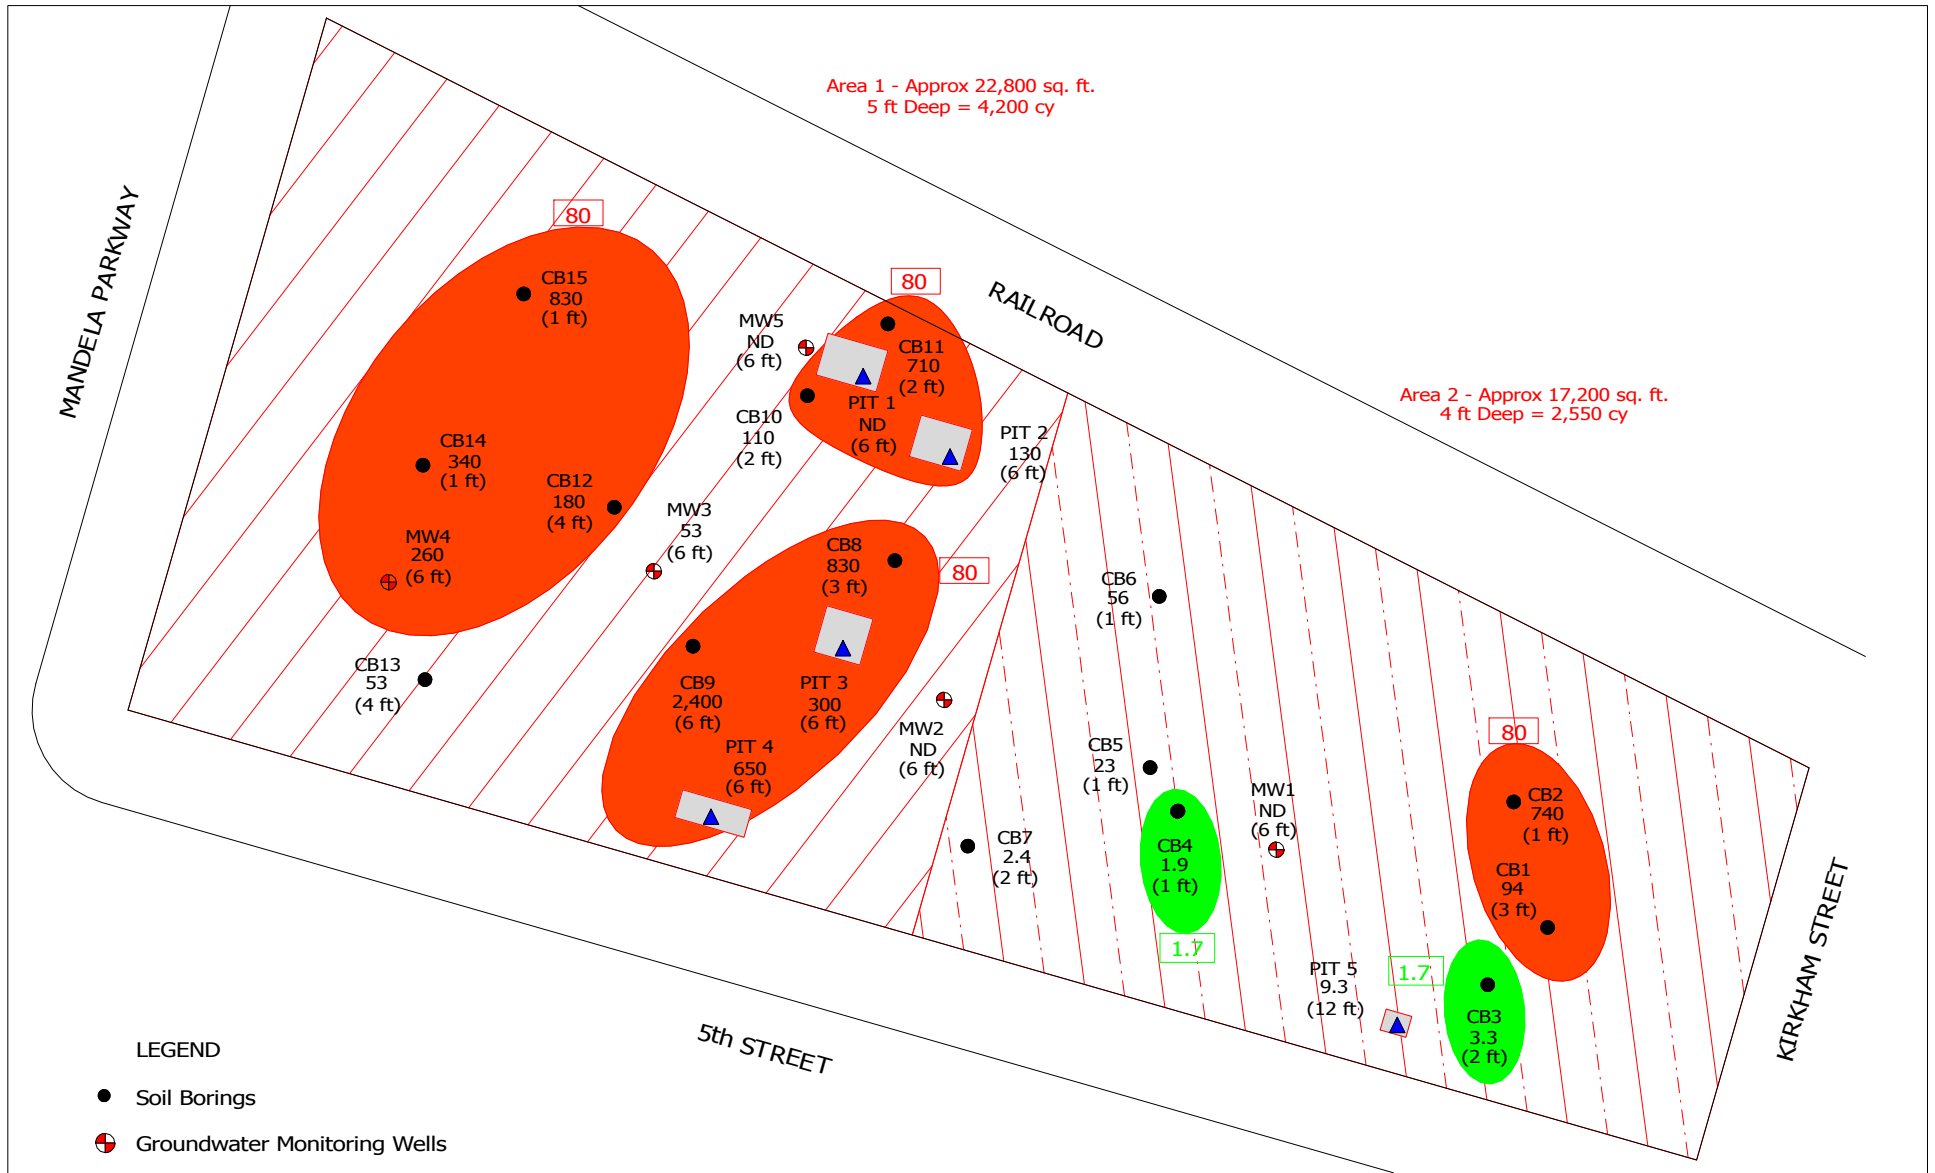 Area 1 - Approx 22,800 sq. ft.
5 ft Deep = 4,200 cy
MANDELA PARKWAY
80
CB15
830
(1 ft)
80
RAILROAD
MW5
ND
(6 ft)
CB11
710
(2 ft)
PIT 1
ND
(6 ft)
CB10
110
(2 ft)
PIT 2
130
(6 ft)
Area 2 - Approx 17,200 sq. ft.
4 ft Deep = 2,550 cy
CB14
340
(1 ft)
CB12
180
(4 ft)
MW3
53
(6 ft)
MW4
260
(6 ft)
CB8
830
(3 ft)
80
CB6
56
(1 ft)
CB13
53
(4 ft)
CB9
2,400
(6 ft)
PIT 3
300
(6 ft)
PIT 4
650
(6 ft)
MW2
ND
(6 ft)
CB5
23
(1 ft)
MW1
ND
(6 ft)
80
CB2
740
(1 ft)
CB7
2.4
(2 ft)
CB4
1.9
(1 ft)
1.7
CB1
94
(3 ft)
PIT 5
9.3
(12 ft)
1.7
CB3
3.3
(2 ft)
KIRKHAM STREET
5th STREET
LEGEND
Soil Borings
Groundwater Monitoring Wells